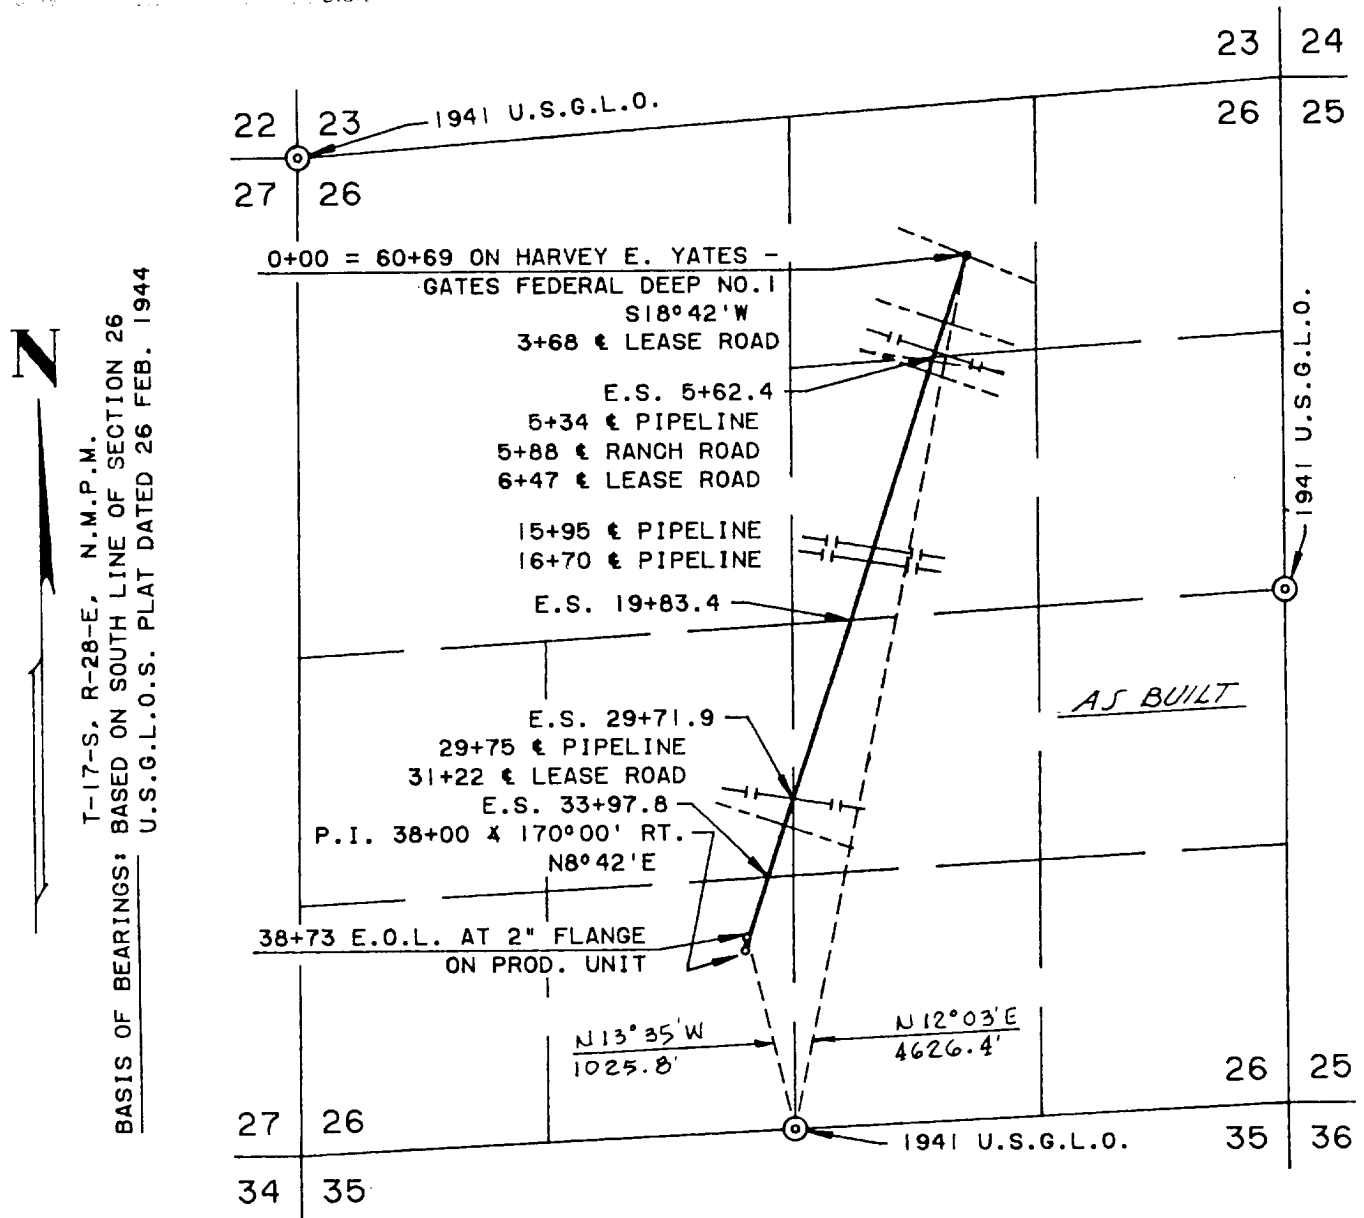 23 24
26 25
22 23
1941 U.S.G.L.O.
27 26
0+00 = 60+69 ON HARVEY E. YATES -
GATES FEDERAL DEEP NO.1
S18°42'W
3+68 ℄ LEASE ROAD
E.S. 5+62.4
5+34 ℄ PIPELINE
5+88 ℄ RANCH ROAD
6+47 ℄ LEASE ROAD
15+95 ℄ PIPELINE
16+70 ℄ PIPELINE
E.S. 19+83.4
1941 U.S.G.L.O.
N
T-17-S, R-28-E, N.M.P.M.
BASIS OF BEARINGS: BASED ON SOUTH LINE OF SECTION 26
U.S.G.L.O.S. PLAT DATED 26 FEB. 1944
AS BUILT
E.S. 29+71.9
29+75 ℄ PIPELINE
31+22 ℄ LEASE ROAD
E.S. 33+97.8
P.I. 38+00 ∡ 170°00' RT.
N8°42'E
38+73 E.O.L. AT 2" FLANGE
ON PROD. UNIT
N13°35'W
1025.8'
N12°03'E
4626.4'
26 25
35 36
27 26
34 35
1941 U.S.G.L.O.